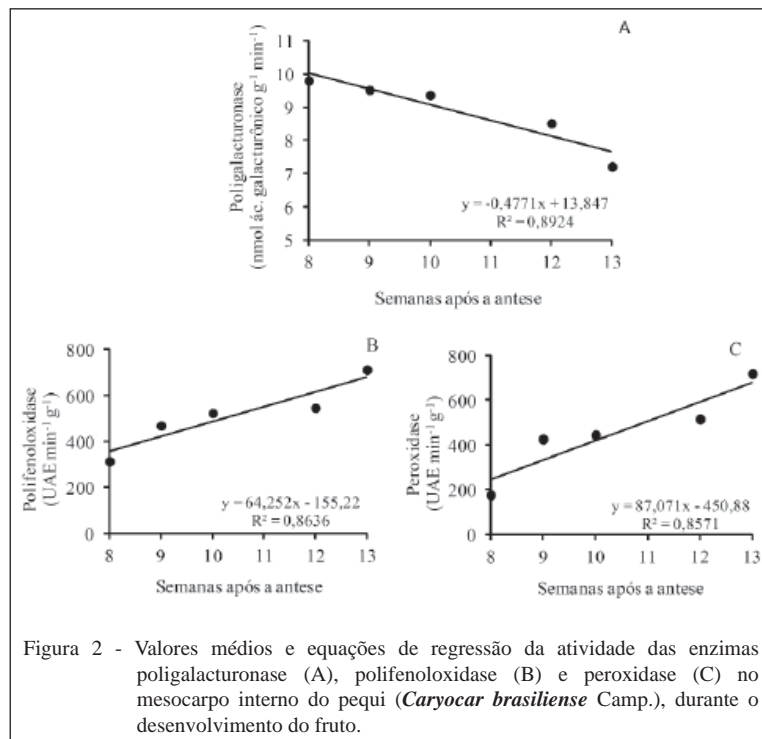 A
Poligalacturonase
(nmol ác. galacturônico g⁻¹ min⁻¹)
11
10
9
8
7
6
5
y = -0,4771x + 13,847
R² = 0,8924
8 9 10 11 12 13
Semanas após a antese
B
Polifenoloxidase
(UAE min⁻¹ g⁻¹)
800
600
400
200
0
y = 64,252x - 155,22
R² = 0,8636
8 9 10 11 12 13
Semanas após a antese
C
Peroxidase
(UAE min⁻¹ g⁻¹)
800
600
400
200
0
y = 87,071x - 450,88
R² = 0,8571
8 9 10 11 12 13
Semanas após a antese
Figura 2 - Valores médios e equações de regressão da atividade das enzimas
poligalacturonase (A), polifenoloxidase (B) e peroxidase (C) no
mesocarpo interno do pequi (Caryocar brasiliense Camp.), durante o
desenvolvimento do fruto.